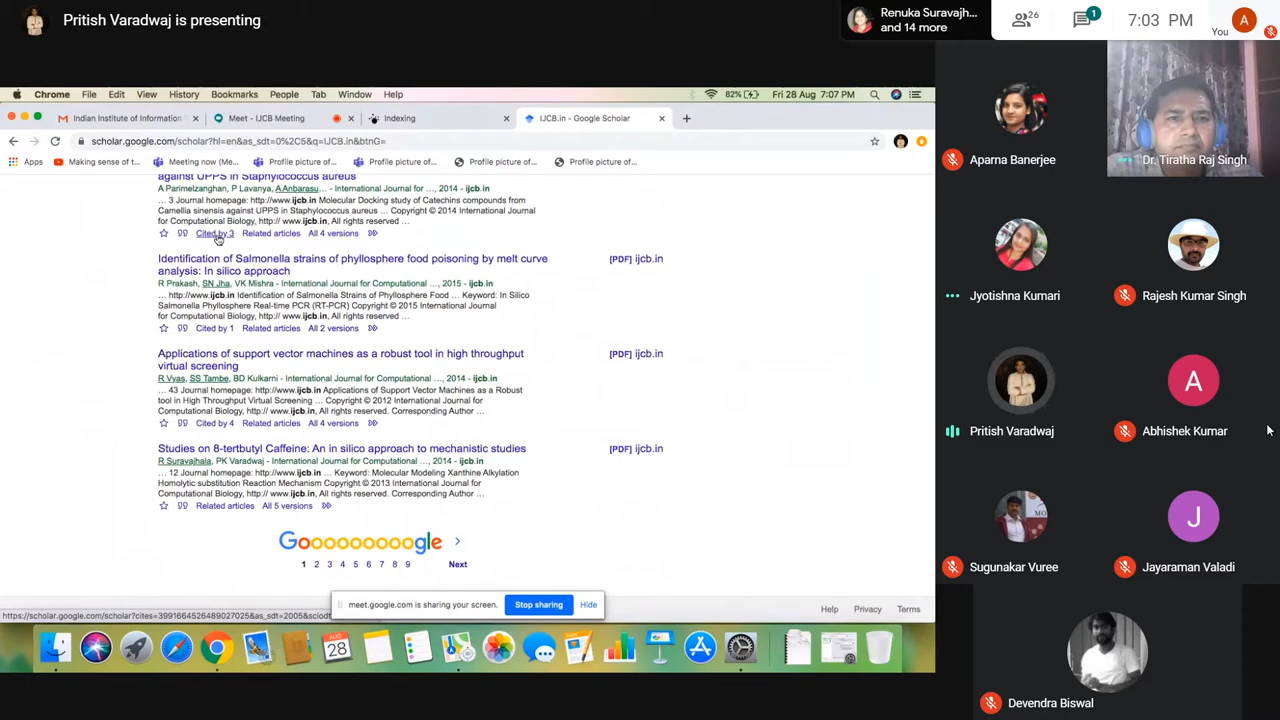 Pritish Varadwaj is presenting
Renuka Suravajh...
and 14 more
26
1
7:03 PM
A
You
Chrome File Edit View History Bookmarks People Tab Window Help
82% Fri 28 Aug 7:07 PM
Indian Institute of Information
Meet - IJCB Meeting
Indexing
IJCB.in - Google Scholar
scholar.google.com/scholar?hl=en&as_sdt=0%2C5&q=IJCB.in&btnG=
Apps
Making sense of t...
Meeting now (Me...
Profile picture of...
Profile picture of...
Profile picture of...
Profile picture of...
against UPPS in Staphylococcus aureus
A Parimelzanghan, P Lavanya, A Anbarasu... - International Journal for ..., 2014 - ijcb.in
... 3 Journal homepage: http://www.ijcb.in Molecular Docking study of Catechins compounds from
Camellia sinensis against UPPS in Staphylococcus aureus ... Copyright © 2014 International Journal
for Computational Biology, http:// www.ijcb.in, All rights reserved ...
Cited by 3 Related articles All 4 versions
Identification of Salmonella strains of phyllosphere food poisoning by melt curve
analysis: In silico approach
[PDF] ijcb.in
R Prakash, SN Jha, VK Mishra - International Journal for Computational ..., 2015 - ijcb.in
... http://www.ijcb.in Identification of Salmonella Strains of Phyllosphere Food ... Keyword: In Silico
Salmonella Phyllosphere Real-time PCR (RT-PCR) Copyright © 2015 International Journal
for Computational Biology, http:// www.ijcb.in, All rights reserved ...
Cited by 1 Related articles All 2 versions
Applications of support vector machines as a robust tool in high throughput
virtual screening
[PDF] ijcb.in
R Vyas, SS Tambe, BD Kulkarni - International Journal for Computational ..., 2014 - ijcb.in
... 43 Journal homepage: http://www.ijcb.in Applications of Support Vector Machines as a Robust
tool in High Throughput Virtual Screening ... Copyright © 2012 International Journal for
Computational Biology, http://www.ijcb.in, All rights reserved. Corresponding Author ...
Cited by 4 Related articles All 4 versions
Studies on 8-tertbutyl Caffeine: An in silico approach to mechanistic studies
[PDF] ijcb.in
R Suravajhala, PK Varadwaj - International Journal for Computational ..., 2014 - ijcb.in
... 12 Journal homepage: http://www.ijcb.in ... Keyword: Molecular Modeling Xanthine Alkylation
Homolytic substitution Reaction Mechanism Copyright © 2013 International Journal for
Computational Biology, http:// www.ijcb.in, All rights reserved. Corresponding Author ...
Related articles All 5 versions
Goooooooooogle
1 2 3 4 5 6 7 8 9 Next
meet.google.com is sharing your screen.
Stop sharing
Hide
Help Privacy Terms
https://scholar.google.com/scholar?cites=3991664526489027025&as_sdt=2005&sciodt
AUG
28
Aparna Banerjee
Dr. Tiratha Raj Singh
Jyotishna Kumari
Rajesh Kumar Singh
A
Pritish Varadwaj
Abhishek Kumar
MO
J
Sugunakar Vuree
Jayaraman Valadi
Devendra Biswal